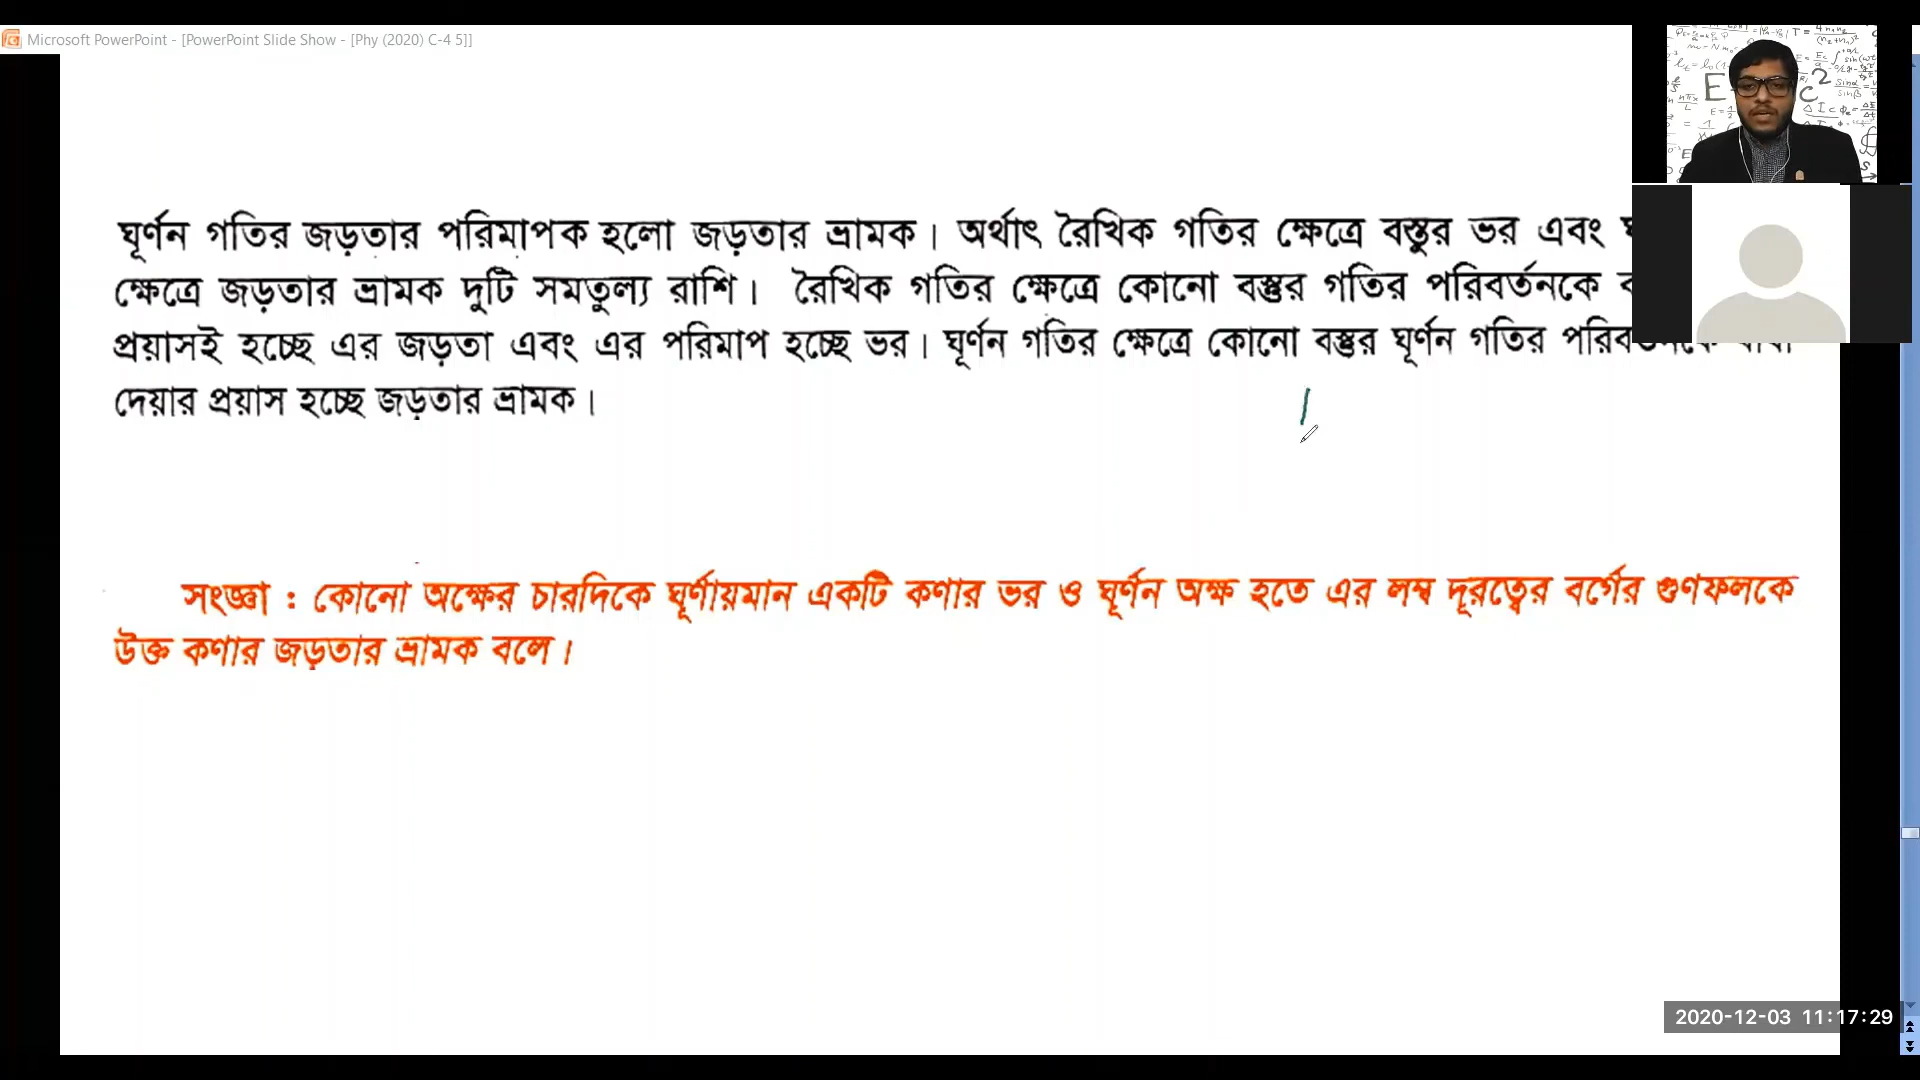 Microsoft PowerPoint - [PowerPoint Slide Show - [Phy (2020) C-4 5]]
ঘূর্ণন গতির জড়তার পরিমাপক হলো জড়তার ভ্রামক। অর্থাৎ রৈখিক গতির ক্ষেত্রে বস্তুর ভর এবং
ক্ষেত্রে জড়তার ভ্রামক দুটি সমতুল্য রাশি। রৈখিক গতির ক্ষেত্রে কোনো বস্তুর গতির পরিবর্তনকে
প্রয়াসই হচ্ছে এর জড়তা এবং এর পরিমাপ হচ্ছে ভর। ঘূর্ণন গতির ক্ষেত্রে কোনো বস্তুর ঘূর্ণন গতির
দেয়ার প্রয়াস হচ্ছে জড়তার ভ্রামক।
সংজ্ঞা : কোনো অক্ষের চারদিকে ঘূর্ণায়মান একটি কণার ভর ও ঘূর্ণন অক্ষ হতে এর লম্ব দূরত্বের বর্গের গুণফলকে
উক্ত কণার জড়তার ভ্রামক বলে।
2020-12-03 11:17:29